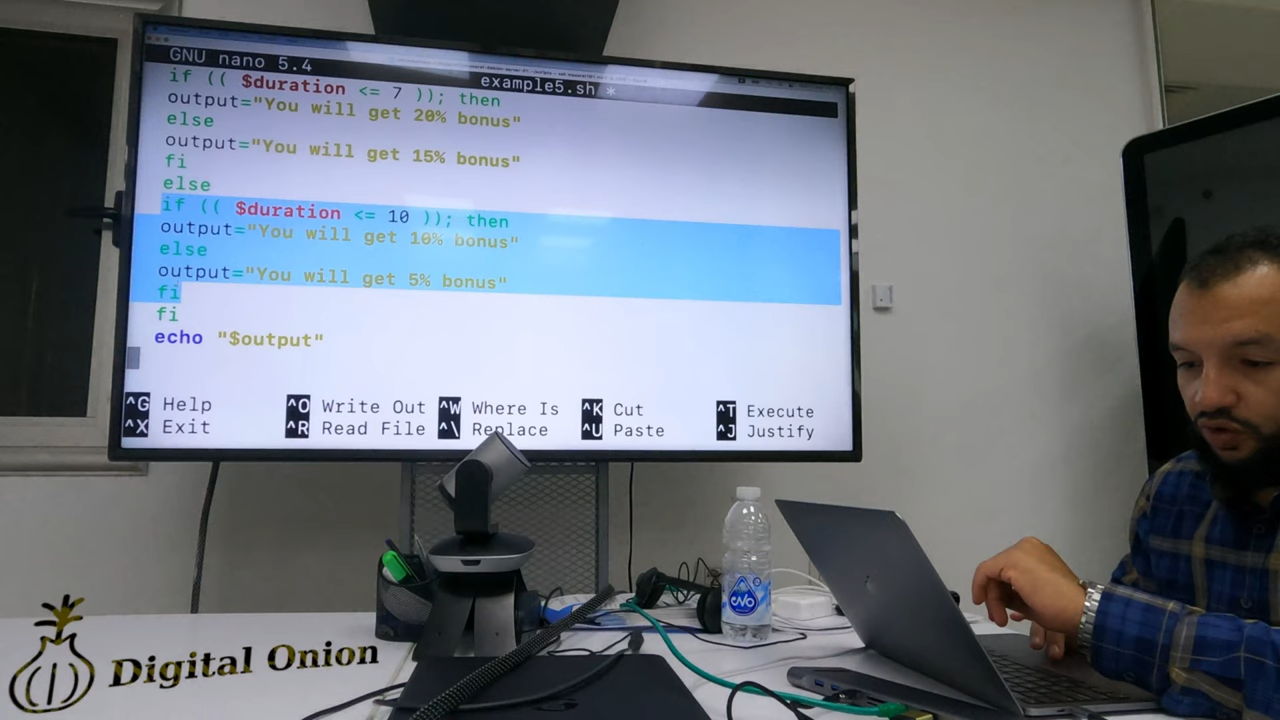 GNU nano 5.4
example5.sh *
if (( $duration <= 7 )); then
output="You will get 20% bonus"
else
output="You will get 15% bonus"
fi
else
if (( $duration <= 10 )); then
output="You will get 10% bonus"
else
output="You will get 5% bonus"
fi
fi
echo "$output"
^G Help ^O Write Out ^W Where Is ^K Cut ^T Execute
^X Exit ^R Read File ^\ Replace ^U Paste ^J Justify
Digital Onion